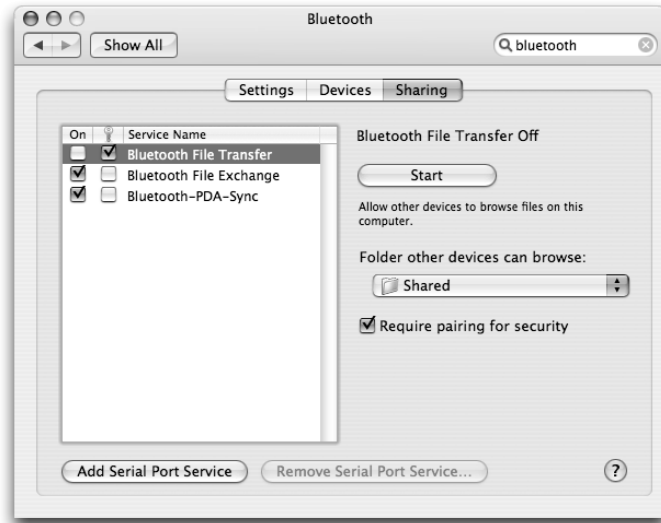 Bluetooth
Show All
bluetooth
Settings Devices Sharing
On Service Name
Bluetooth File Transfer
Bluetooth File Exchange
Bluetooth-PDA-Sync
Bluetooth File Transfer Off
Start
Allow other devices to browse files on this
computer.
Folder other devices can browse:
Shared
Require pairing for security
Add Serial Port Service Remove Serial Port Service... ?